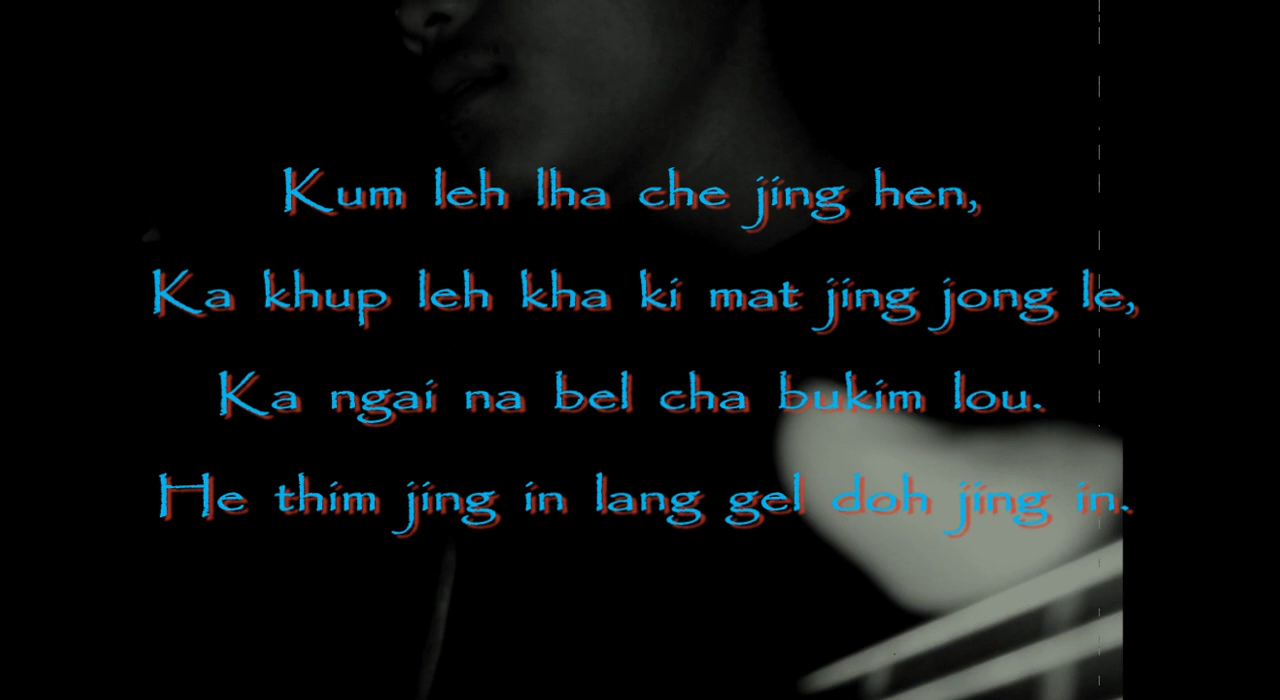 Kum leh lha che jing hen,
Ka khup leh kha ki mat jing jong le,
Ka ngai na bel cha bukim lou.
He thim jing in lang gel doh jing in.